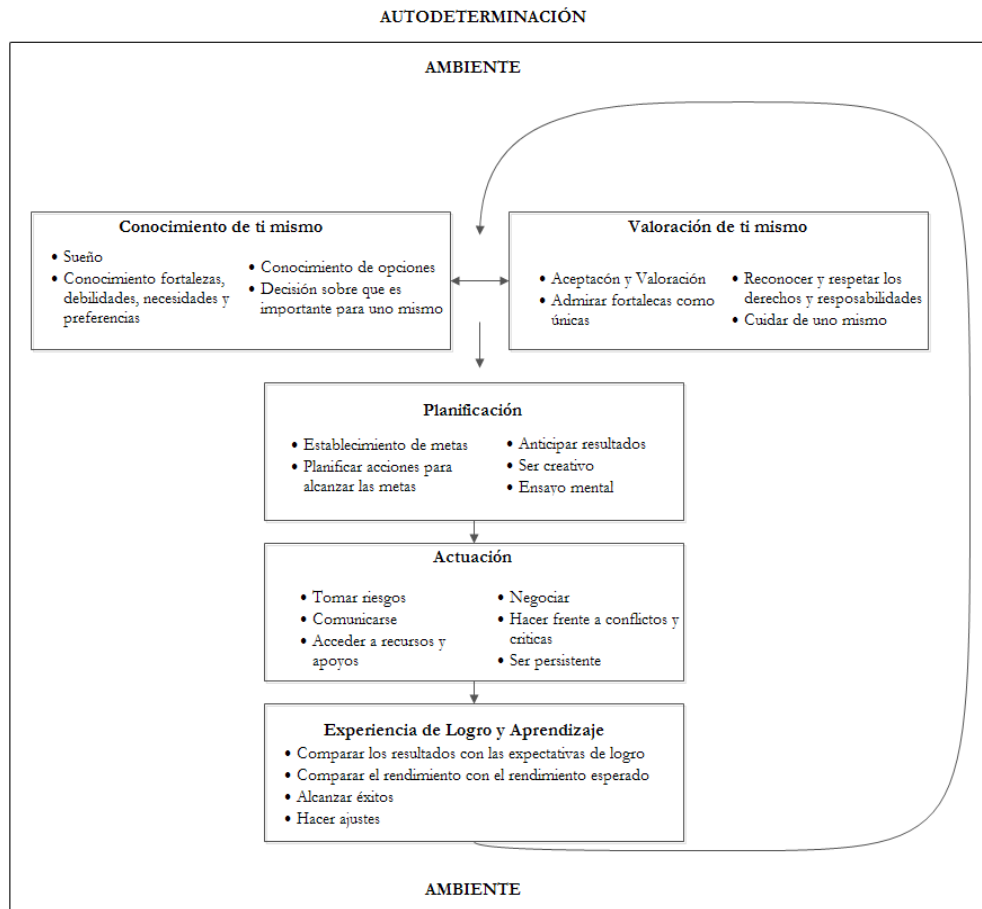 AUTODETERMINACIÓN
AMBIENTE
Conocimiento de ti mismo
• Sueño
• Conocimiento fortalezas,
debilidades, necesidades y
preferencias
• Conocimiento de opciones
• Decisión sobre que es
importante para uno mismo
Valoración de ti mismo
• Aceptacón y Valoración
• Admirar fortalecas como
únicas
• Reconocer y respetar los
derechos y resposabilidades
• Cuidar de uno mismo
Planificación
• Establecimiento de metas
• Planificar acciones para
alcanzar las metas
• Anticipar resultados
• Ser creativo
• Ensayo mental
Actuación
• Tomar riesgos
• Comunicarse
• Acceder a recursos y
apoyos
• Negociar
• Hacer frente a conflictos y
criticas
• Ser persistente
Experiencia de Logro y Aprendizaje
• Comparar los resultados con las expectativas de logro
• Comparar el rendimiento con el rendimiento esperado
• Alcanzar éxitos
• Hacer ajustes
AMBIENTE